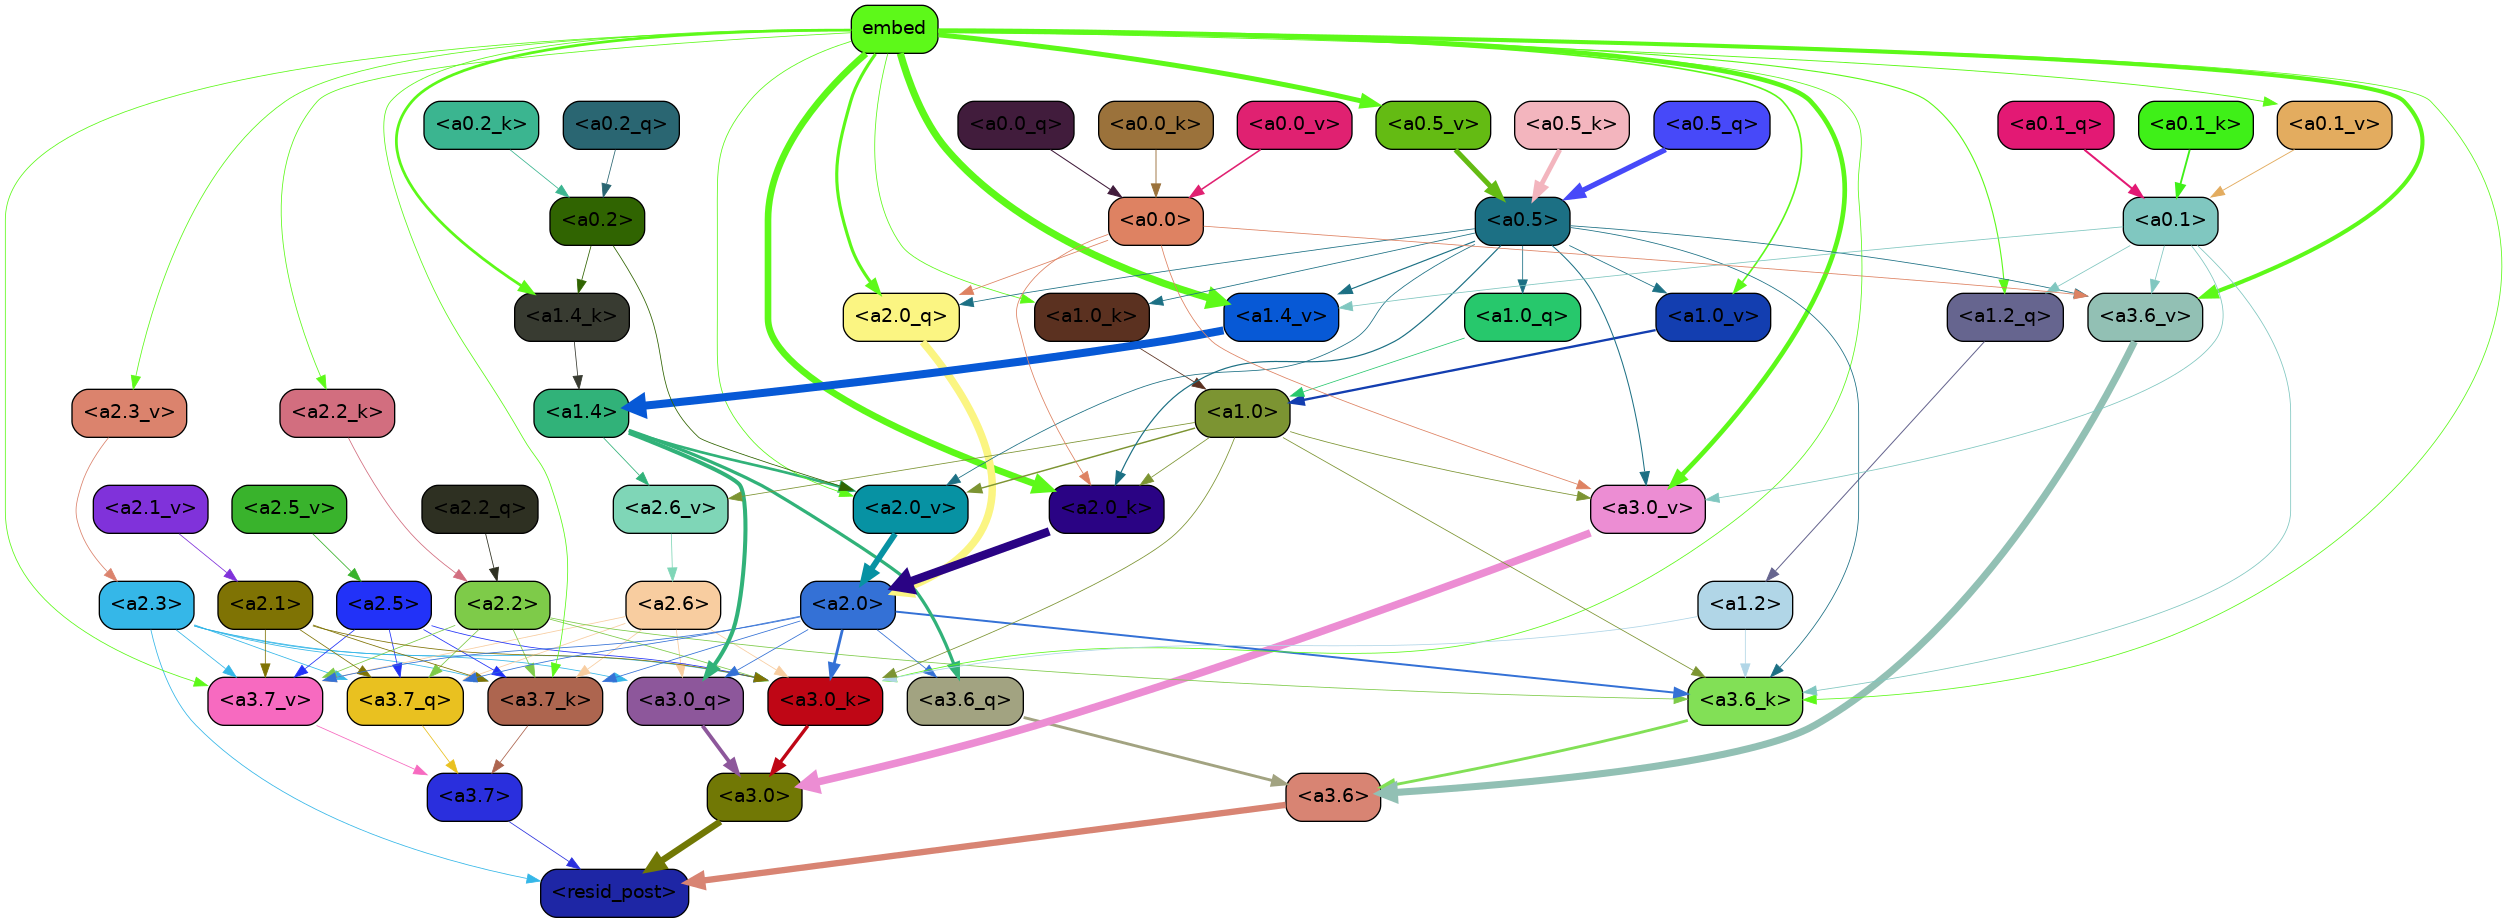 embed
<a0.2_k>
<a0.2_q>
<a0.0_q>
<a0.0_k>
<a0.0_v>
<a0.5_v>
<a0.5_k>
<a0.5_q>
<a0.1_q>
<a0.1_k>
<a0.1_v>
<a0.2>
<a0.0>
<a0.5>
<a0.1>
<a1.4_k>
<a2.0_q>
<a1.0_k>
<a1.4_v>
<a1.0_q>
<a1.0_v>
<a1.2_q>
<a3.6_v>
<a2.3_v>
<a2.2_k>
<a1.4>
<a1.0>
<a2.1_v>
<a2.5_v>
<a2.2_q>
<a2.6_v>
<a2.0_v>
<a2.0_k>
<a3.0_v>
<a2.3>
<a2.1>
<a2.5>
<a2.2>
<a2.6>
<a2.0>
<a1.2>
<a3.7_v>
<a3.7_q>
<a3.7_k>
<a3.0_q>
<a3.0_k>
<a3.6_q>
<a3.6_k>
<a3.7>
<a3.0>
<a3.6>
<resid_post>